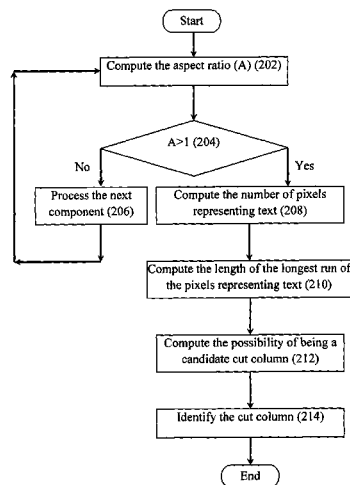 Start
Compute the aspect ratio (A) (202)
A>1 (204)
No
Yes
Process the next
component (206)
Compute the number of pixels
representing text (208)
Compute the length of the longest run of
the pixels representing text (210)
Compute the possibility of being a
candidate cut column (212)
Identify the cut column (214)
End